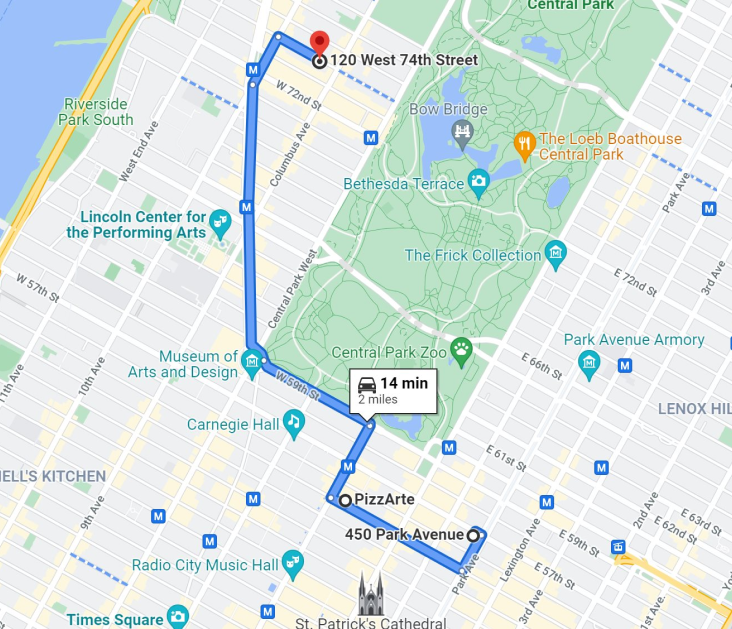 Central Park
120 West 74th Street
M
W 72nd St
Riverside
Park South
Bow Bridge
The Loeb Boathouse
Central Park
West End Ave
Columbus Ave
M
Bethesda Terrace
Park Ave
M
M
Lincoln Center for
the Performing Arts
The Frick Collection
E 72nd St
3rd Ave
W 57th St
Central Park West
Museum of
Arts and Design
Central Park Zoo
Park Avenue Armory
E 66th St
M
11th Ave
10th Ave
W 59th St
14 min
2 miles
LENOX HIL
Carnegie Hall
M
E 61st St
M
M
HELL'S KITCHEN
PizzArte
M
M
9th Ave
M
2nd Ave
E 63rd St
E 62nd St
450 Park Avenue
M
Lexington Ave
E 59th St
Radio City Music Hall
Park Ave
E 57th St
3rd Ave
1st Ave
Times Square
M
St. Patrick's Cathedral